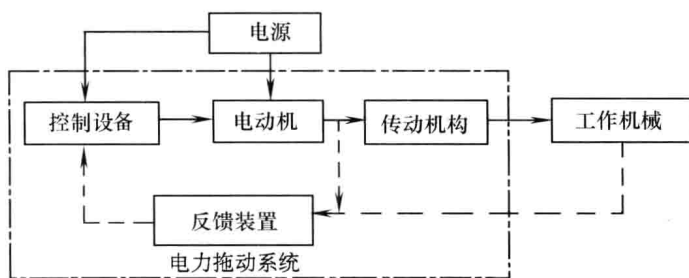 电源
控制设备
电动机
传动机构
工作机械
反馈装置
电力拖动系统